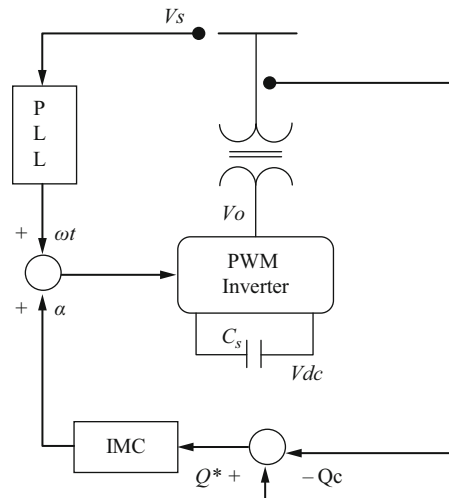 Vs
P
L
L
Vo
+ ωt
PWM
Inverter
+ α
Cs
Vdc
IMC
Q* +
– Qc